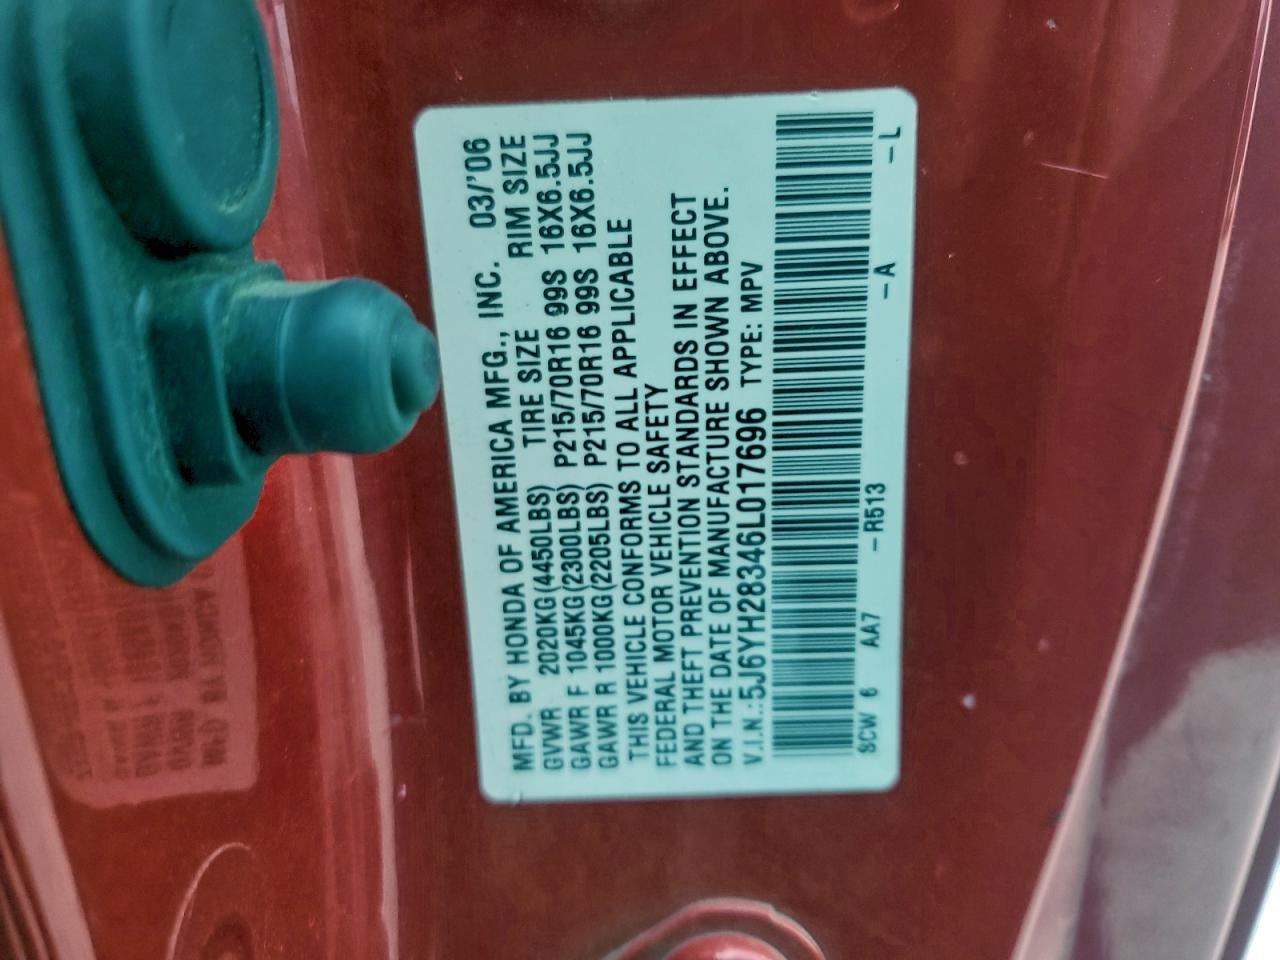 MFD. BY HONDA OF AMERICA MFG., INC. 03/'06
GVWR 2020KG(4450LBS) TIRE SIZE RIM SIZE
GAWR F 1045KG(2300LBS) P215/70R16 99S 16X6.5JJ
GAWR R 1000KG(2205LBS) P215/70R16 99S 16X6.5JJ
THIS VEHICLE CONFORMS TO ALL APPLICABLE
FEDERAL MOTOR VEHICLE SAFETY
AND THEFT PREVENTION STANDARDS IN EFFECT
ON THE DATE OF MANUFACTURE SHOWN ABOVE.
V.I.N.:5J6YH28346L017696 TYPE: MPV
SCW 6 AA7 -R513 -A -L